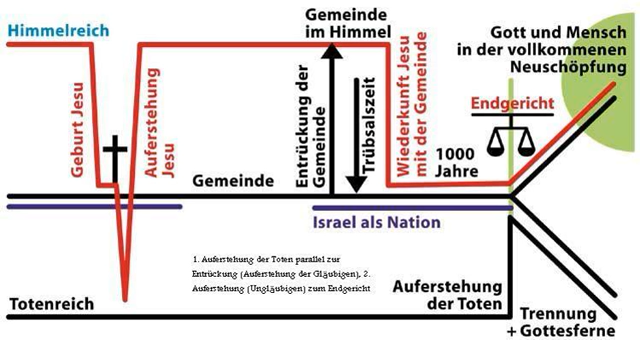 Himmelreich
Geburt Jesu
Auferstehung
Jesu
Gemeinde
Gemeinde
im Himmel
Entrückung der
Gemeinde
Trübsalszeit
Wiederkunft Jesu
mit der Gemeinde
1000
Jahre
Endgericht
Gott und Mensch
in der vollkommenen
Neuschöpfung
Israel als Nation
1. Auferstehung der Toten parallel zur
Entrückung (Auferstehung der Gläubigen), 2.
Auferstehung (Ungläubigen) zum Endgericht
Totenreich
Auferstehung
der Toten
Trennung
+ Gottesferne